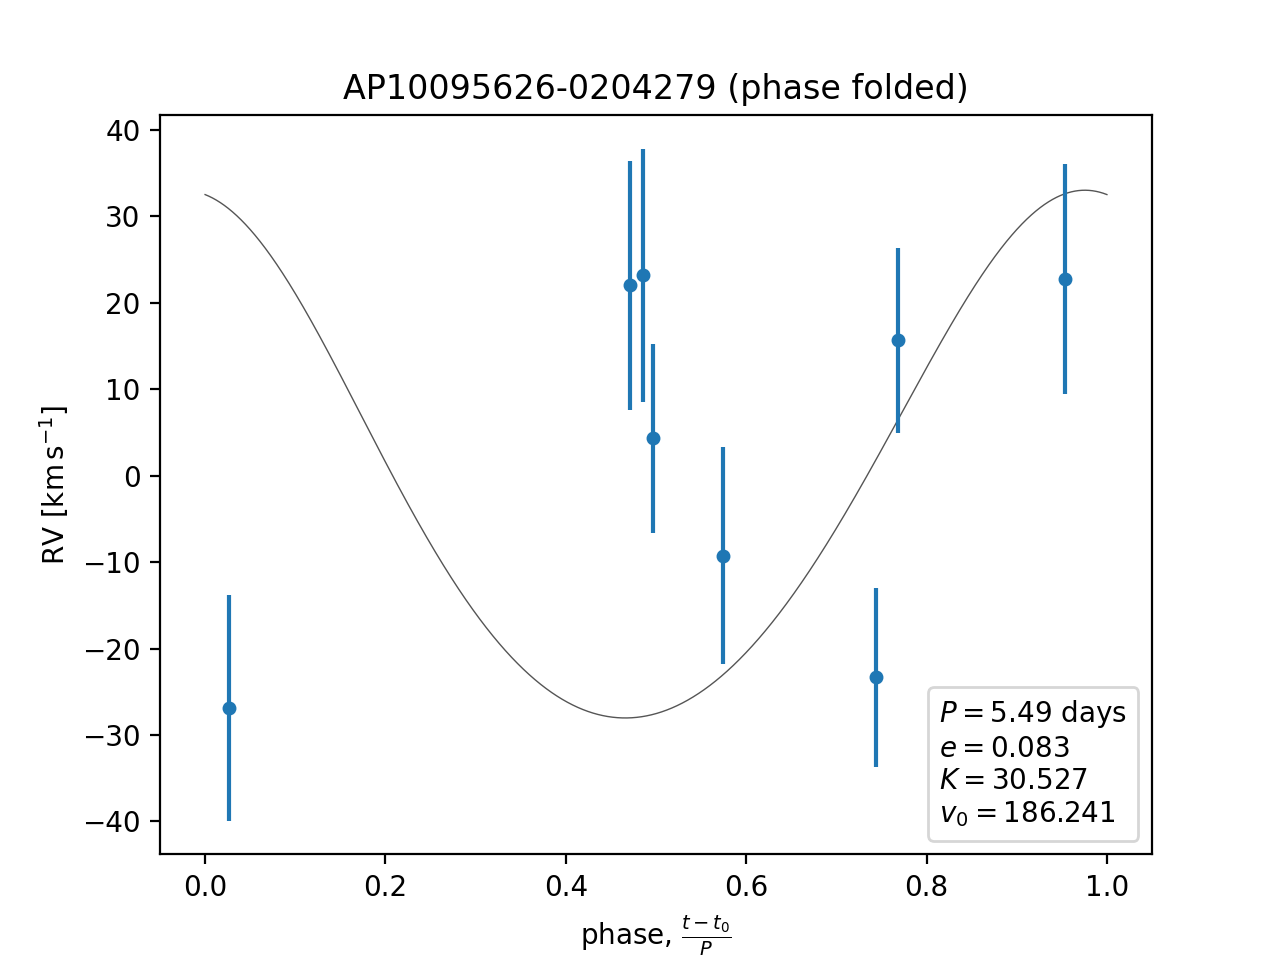 AP10095626-0204279 (phase folded)
40
30
20
10
0
−10
−20
−30
−40
RV [km s⁻¹]
P = 5.49 days
e = 0.083
K = 30.527
v₀ = 186.241
0.0 0.2 0.4 0.6 0.8 1.0
phase, (t − t₀)/P